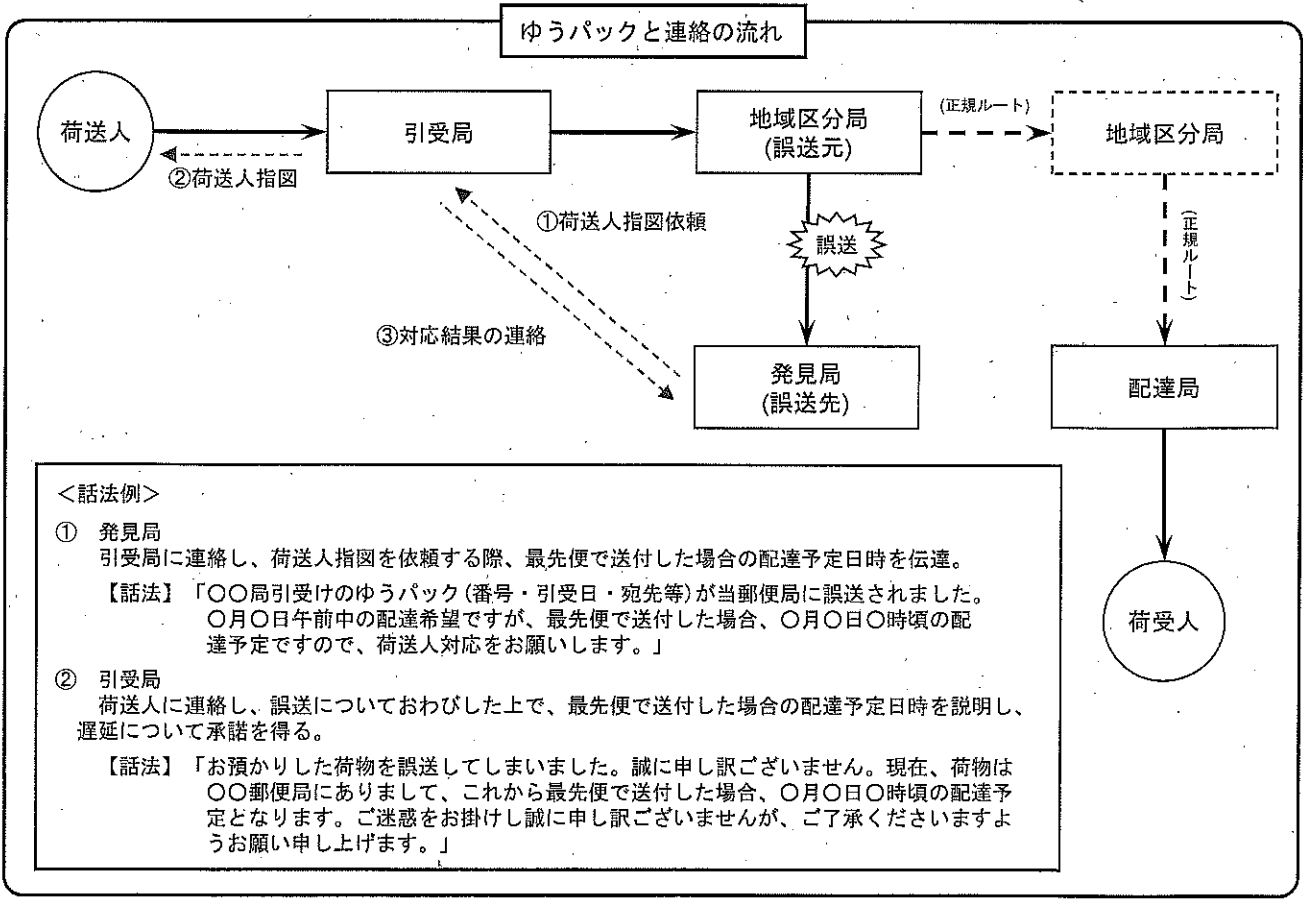 ゆうパックと連絡の流れ
荷送人
引受局
地域区分局
(誤送元)
(正規ルート)
地域区分局
②荷送人指図
①荷送人指図依頼
誤送
(正規ルート)
③対応結果の連絡
発見局
(誤送先)
配達局
荷受人
＜話法例＞
① 発見局
引受局に連絡し、荷送人指図を依頼する際、最先便で送付した場合の配達予定日時を伝達。
【話法】「〇〇局引受けのゆうパック(番号・引受日・宛先等)が当郵便局に誤送されました。
〇月〇日午前中の配達希望ですが、最先便で送付した場合、〇月〇日〇時頃の配
達予定ですので、荷送人対応をお願いします。」
② 引受局
荷送人に連絡し、誤送についておわびした上で、最先便で送付した場合の配達予定日時を説明し、
遅延について承諾を得る。
【話法】「お預かりした荷物を誤送してしまいました。誠に申し訳ございません。現在、荷物は
〇〇郵便局にありまして、これから最先便で送付した場合、〇月〇日〇時頃の配達予
定となります。ご迷惑をお掛けし誠に申し訳ございませんが、ご了承くださいますよ
うお願い申し上げます。」